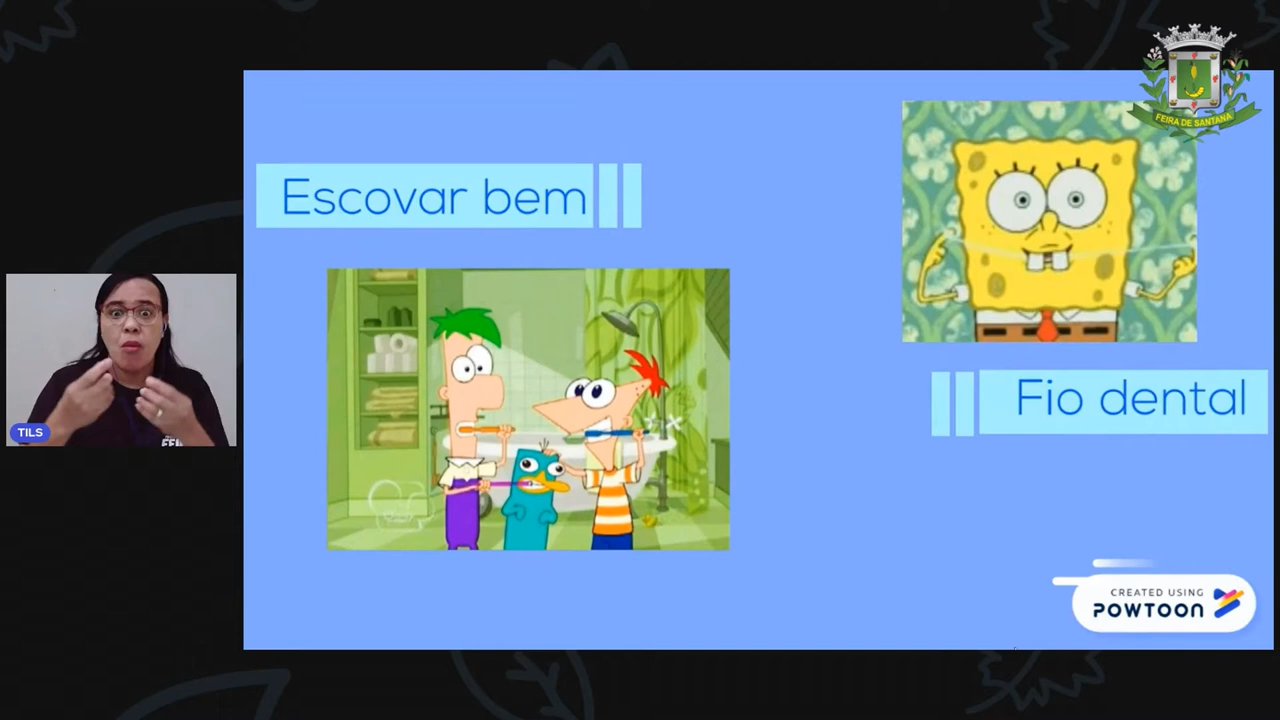 FEIRA DE SANTANA
Escovar bem
Fio dental
TILS
CREATED USING
POWTOON